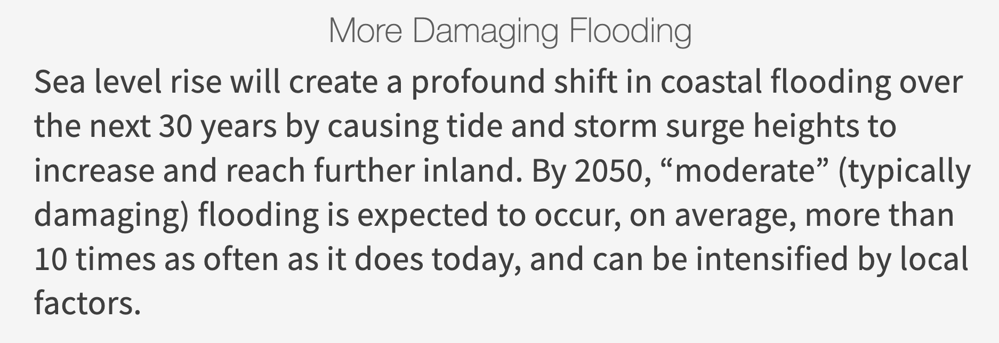 More Damaging Flooding
Sea level rise will create a profound shift in coastal flooding over
the next 30 years by causing tide and storm surge heights to
increase and reach further inland. By 2050, “moderate” (typically
damaging) flooding is expected to occur, on average, more than
10 times as often as it does today, and can be intensified by local
factors.